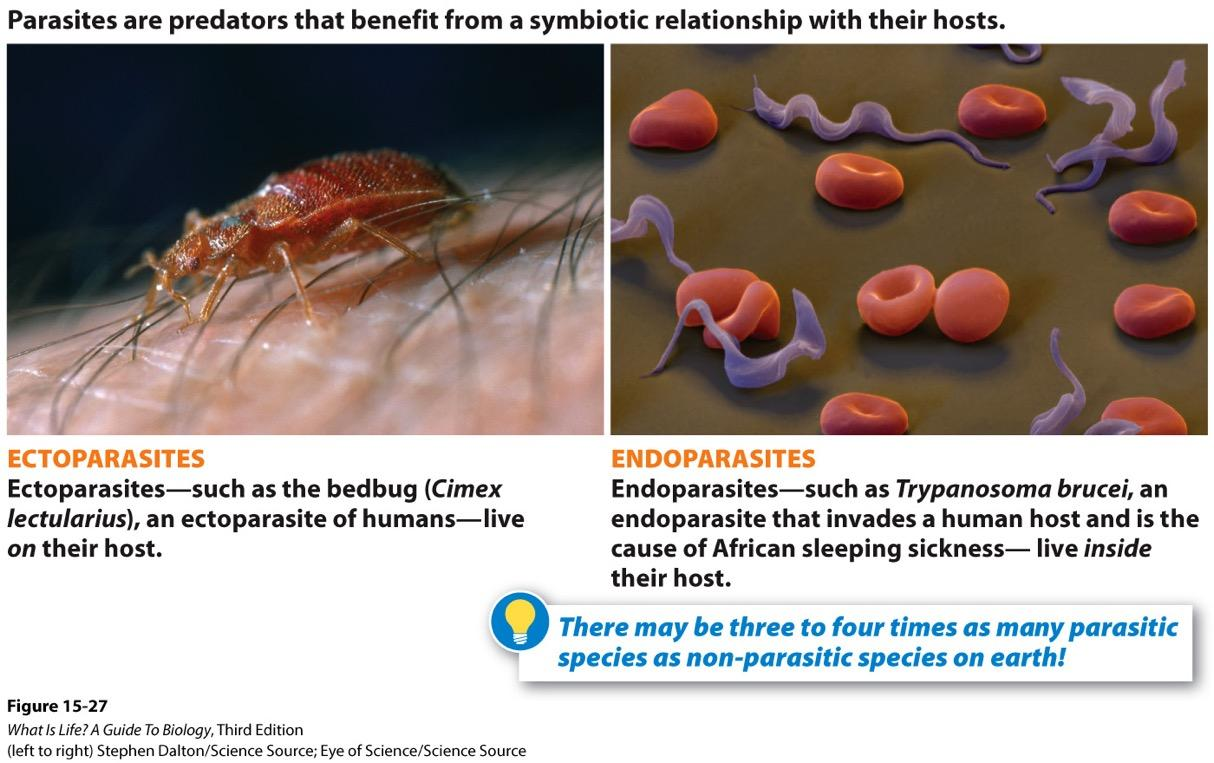 Parasites are predators that benefit from a symbiotic relationship with their hosts.
ECTOPARASITES
Ectoparasites—such as the bedbug (Cimex
lectularius), an ectoparasite of humans—live
on their host.
ENDOPARASITES
Endoparasites—such as Trypanosoma brucei, an
endoparasite that invades a human host and is the
cause of African sleeping sickness— live inside
their host.
There may be three to four times as many parasitic
species as non-parasitic species on earth!
Figure 15-27
What Is Life? A Guide To Biology, Third Edition
(left to right) Stephen Dalton/Science Source; Eye of Science/Science Source